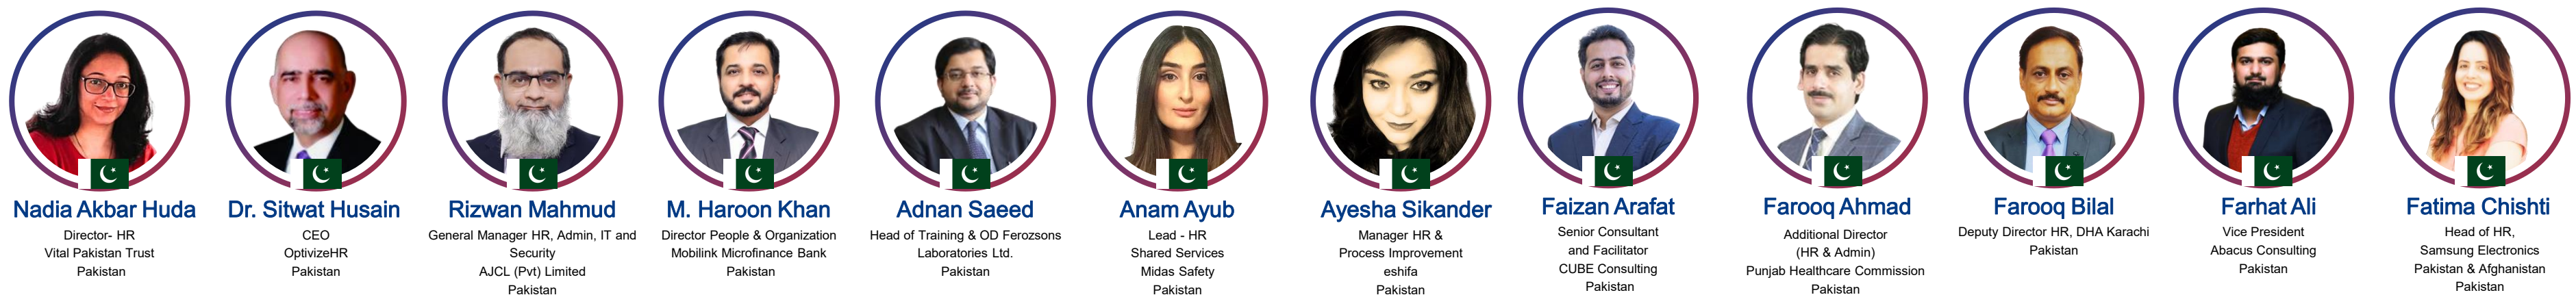 Nadia Akbar Huda
Director- HR
Vital Pakistan Trust
Pakistan
Dr. Sitwat Husain
CEO
OptivizeHR
Pakistan
Rizwan Mahmud
General Manager HR, Admin, IT and
Security
AJCL (Pvt) Limited
Pakistan
M. Haroon Khan
Director People & Organization
Mobilink Microfinance Bank
Pakistan
Adnan Saeed
Head of Training & OD Ferozsons
Laboratories Ltd.
Pakistan
Anam Ayub
Lead - HR
Shared Services
Midas Safety
Pakistan
Ayesha Sikander
Manager HR &
Process Improvement
eshifa
Pakistan
Faizan Arafat
Senior Consultant
and Facilitator
CUBE Consulting
Pakistan
Farooq Ahmad
Additional Director
(HR & Admin)
Punjab Healthcare Commission
Pakistan
Farooq Bilal
Deputy Director HR, DHA Karachi
Pakistan
Farhat Ali
Vice President
Abacus Consulting
Pakistan
Fatima Chishti
Head of HR,
Samsung Electronics
Pakistan & Afghanistan
Pakistan